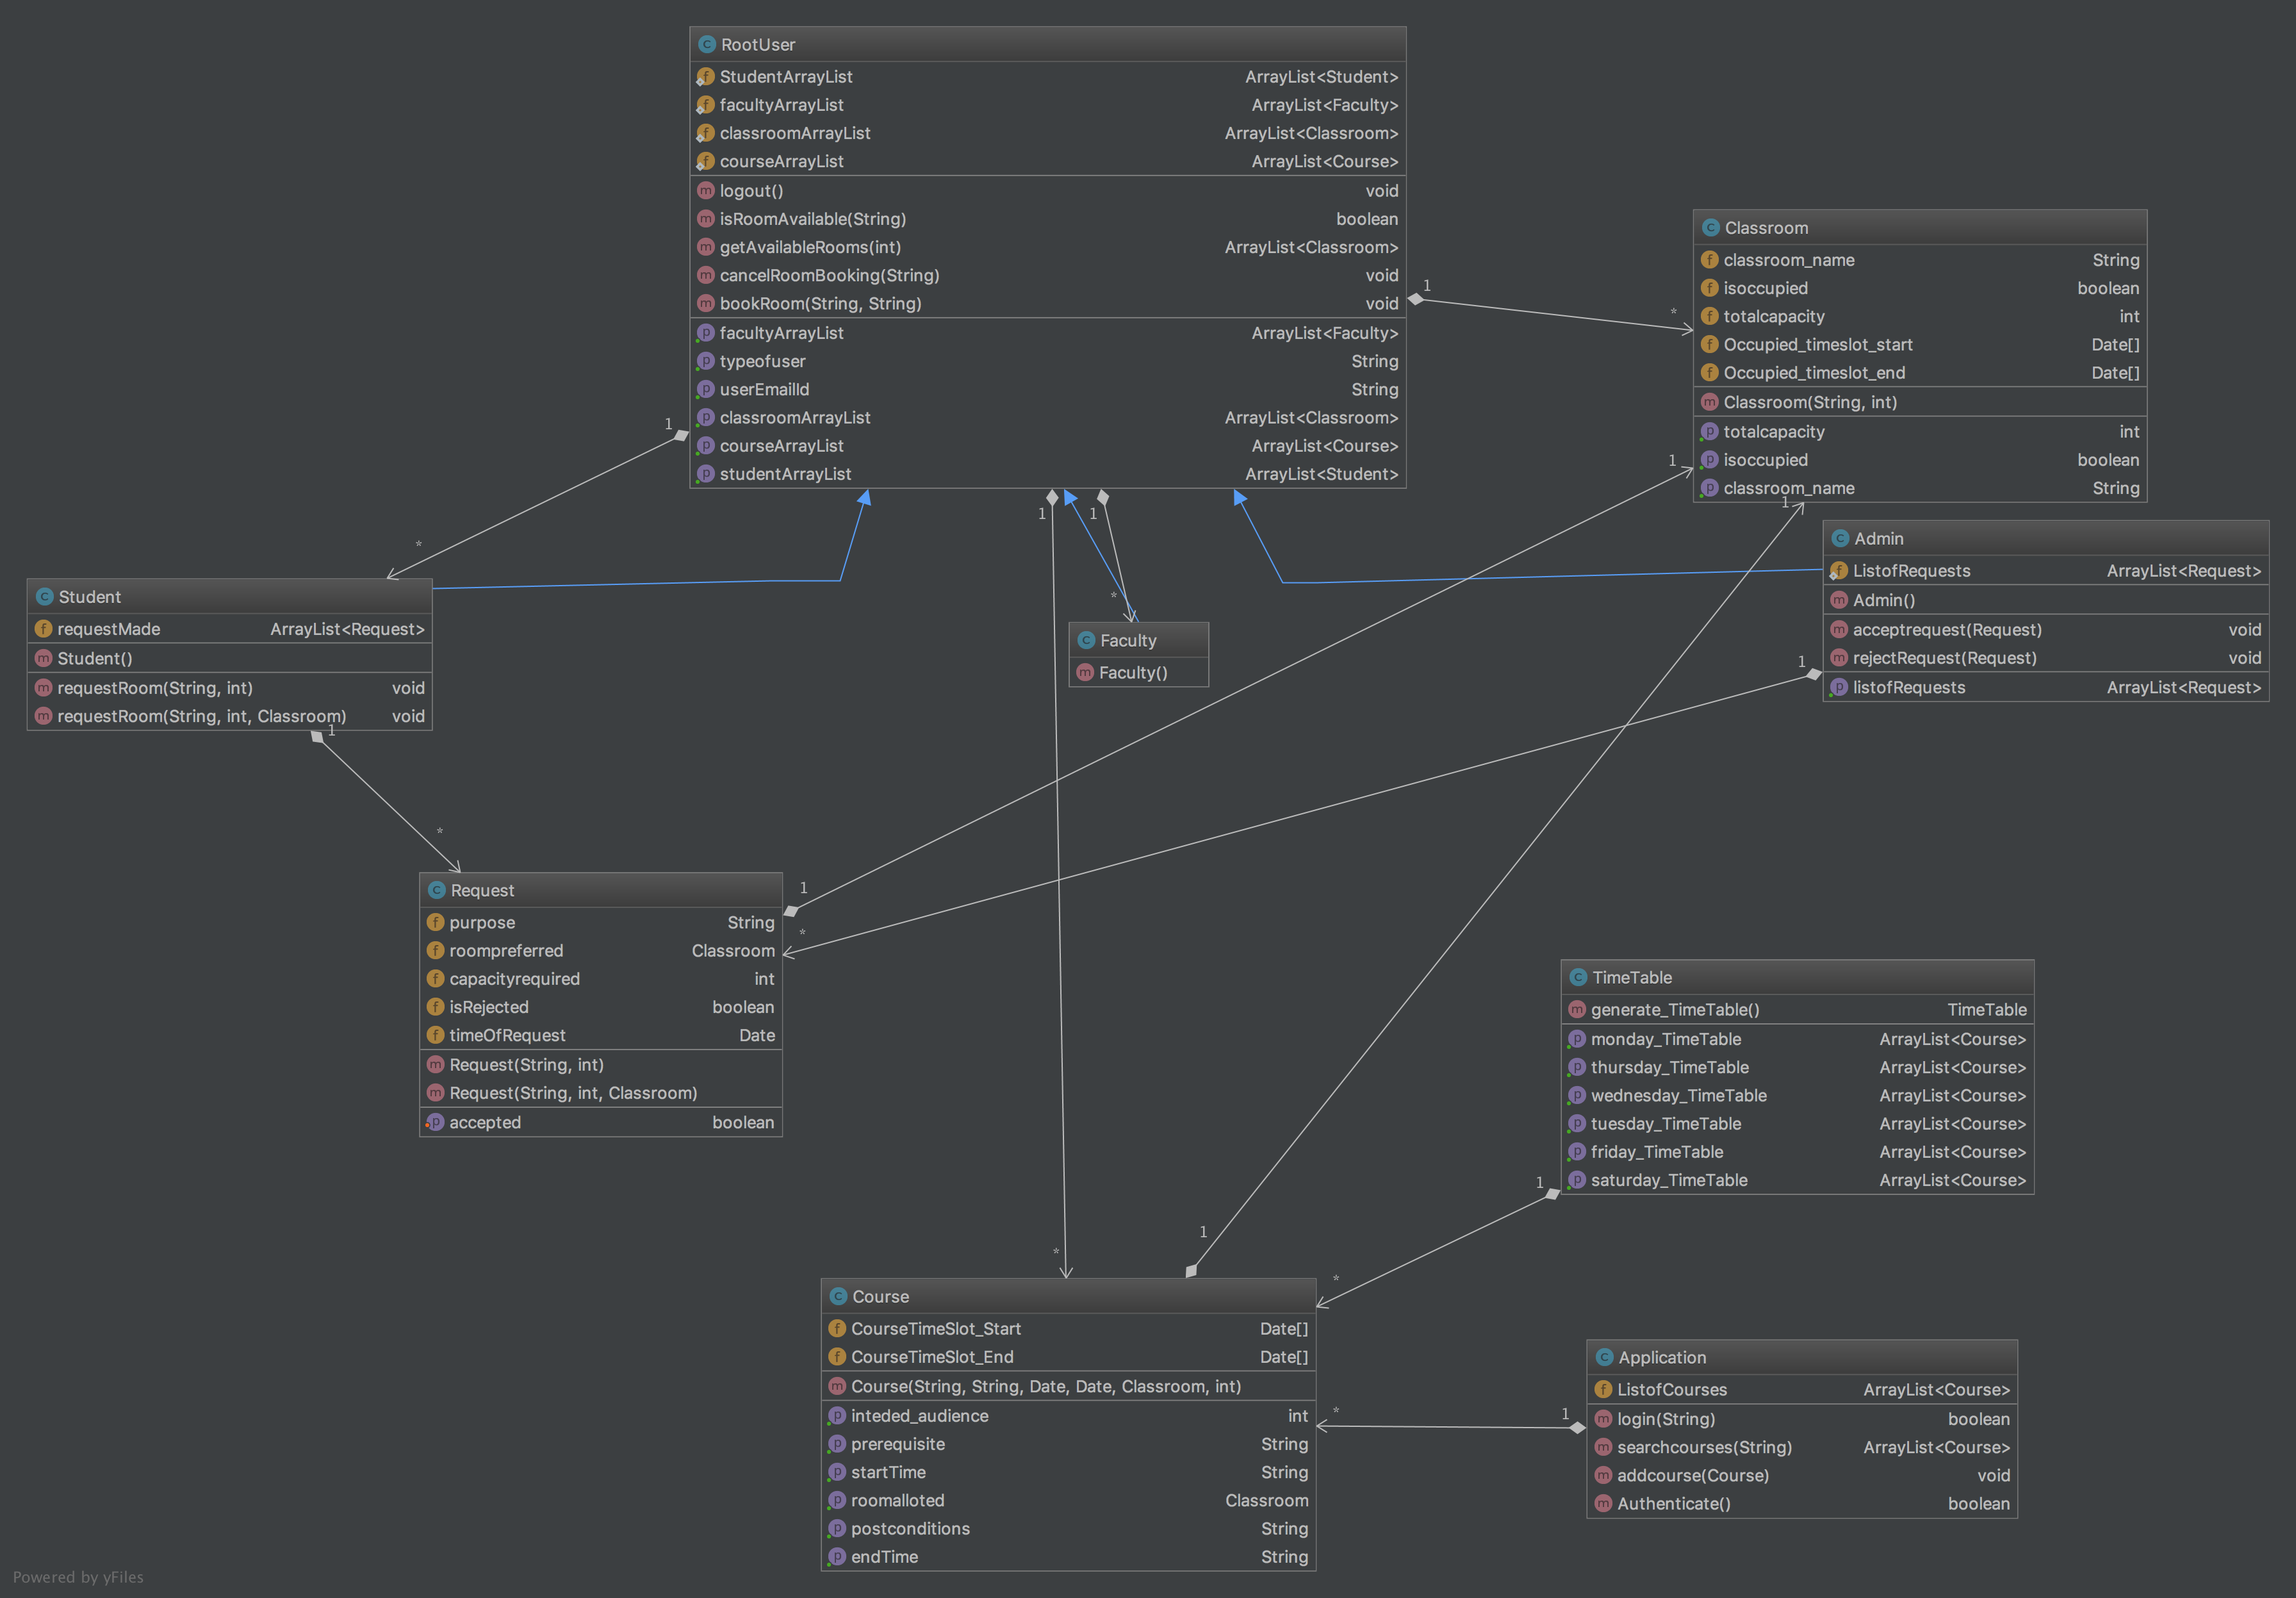 RootUser
StudentArrayList ArrayList<Student>
facultyArrayList ArrayList<Faculty>
classroomArrayList ArrayList<Classroom>
courseArrayList ArrayList<Course>
logout() void
isRoomAvailable(String) boolean
getAvailableRooms(int) ArrayList<Classroom>
cancelRoomBooking(String) void
bookRoom(String, String) void
facultyArrayList ArrayList<Faculty>
typeofuser String
userEmailId String
classroomArrayList ArrayList<Classroom>
courseArrayList ArrayList<Course>
studentArrayList ArrayList<Student>
1
*
1
*
1
1
*
1
1
Classroom
classroom_name String
isoccupied boolean
totalcapacity int
Occupied_timeslot_start Date[]
Occupied_timeslot_end Date[]
Classroom(String, int)
totalcapacity int
isoccupied boolean
classroom_name String
Admin
ListofRequests ArrayList<Request>
Admin()
acceptrequest(Request) void
rejectRequest(Request) void
listofRequests ArrayList<Request>
1
Student
requestMade ArrayList<Request>
Student()
requestRoom(String, int) void
requestRoom(String, int, Classroom) void
1
*
Faculty
Faculty()
Request
purpose String
roompreferred Classroom
capacityrequired int
isRejected boolean
timeOfRequest Date
Request(String, int)
Request(String, int, Classroom)
accepted boolean
1
*
TimeTable
generate_TimeTable() TimeTable
monday_TimeTable ArrayList<Course>
thursday_TimeTable ArrayList<Course>
wednesday_TimeTable ArrayList<Course>
tuesday_TimeTable ArrayList<Course>
friday_TimeTable ArrayList<Course>
saturday_TimeTable ArrayList<Course>
1
1
*
*
Course
CourseTimeSlot_Start Date[]
CourseTimeSlot_End Date[]
Course(String, String, Date, Date, Classroom, int)
inteded_audience int
prerequisite String
startTime String
roomalloted Classroom
postconditions String
endTime String
*
1
Application
ListofCourses ArrayList<Course>
login(String) boolean
searchcourses(String) ArrayList<Course>
addcourse(Course) void
Authenticate() boolean
Powered by yFiles